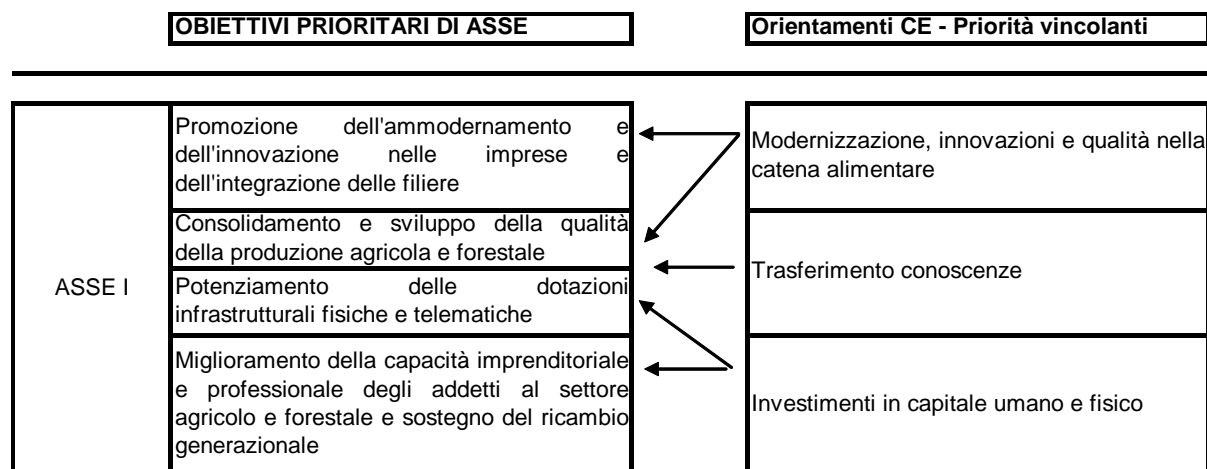 OBIETTIVI PRIORITARI DI ASSE
Orientamenti CE - Priorità vincolanti
ASSE I
Promozione dell'ammodernamento e
dell'innovazione nelle imprese e
dell'integrazione delle filiere
Consolidamento e sviluppo della qualità
della produzione agricola e forestale
Potenziamento delle dotazioni
infrastrutturali fisiche e telematiche
Miglioramento della capacità imprenditoriale
e professionale degli addetti al settore
agricolo e forestale e sostegno del ricambio
generazionale
Modernizzazione, innovazioni e qualità nella
catena alimentare
Trasferimento conoscenze
Investimenti in capitale umano e fisico